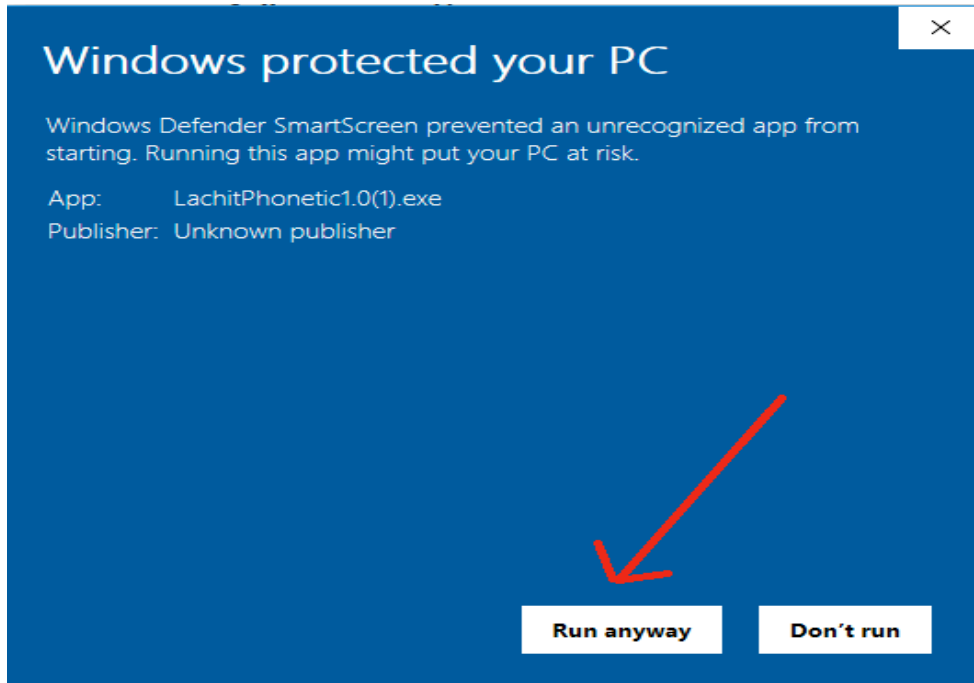 Windows protected your PC
Windows Defender SmartScreen prevented an unrecognized app from
starting. Running this app might put your PC at risk.
App: LachitPhonetic1.0(1).exe
Publisher: Unknown publisher
Run anyway Don't run